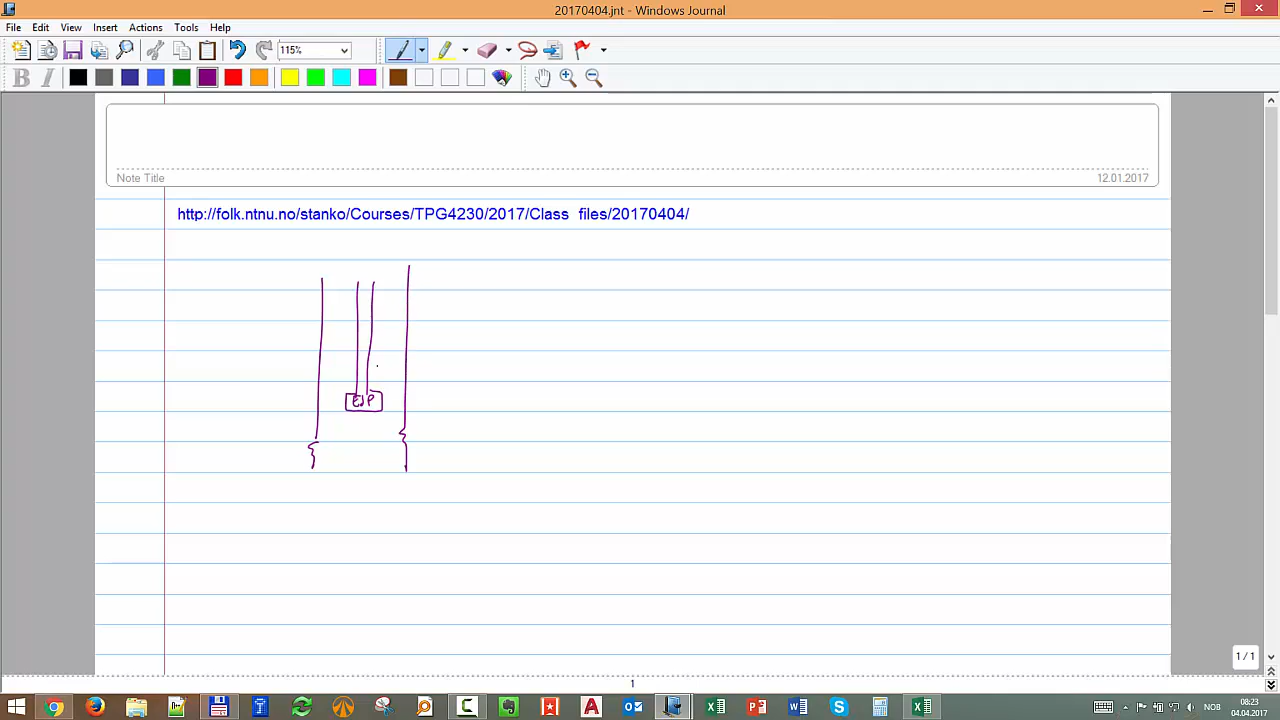 20170404.jnt - Windows Journal
File Edit View Insert Actions Tools Help
115%
B I
Note Title
12.01.2017
http://folk.ntnu.no/stanko/Courses/TPG4230/2017/Class files/20170404/
ESP
1 / 1
1
08:23
NOB
04.04.2017